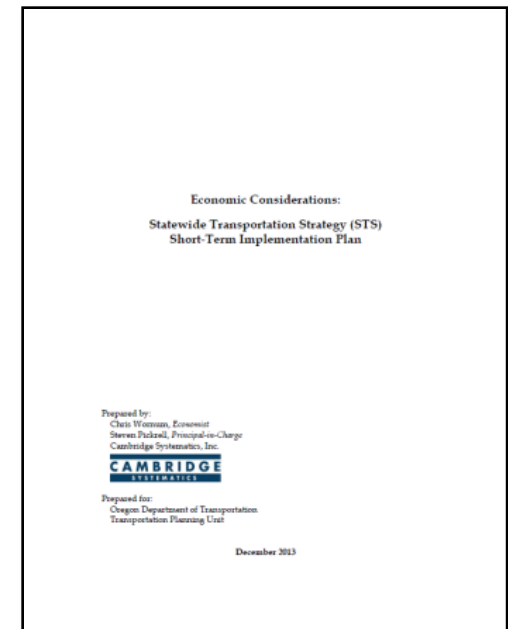 Economic Considerations:
Statewide Transportation Strategy (STS)
Short-Term Implementation Plan
Prepared by:
Chris Wornum, Economist
Steven Pickrell, Principal-in-Charge
Cambridge Systematics, Inc.
CAMBRIDGE
SYSTEMATICS
Prepared for:
Oregon Department of Transportation
Transportation Planning Unit
December 2013